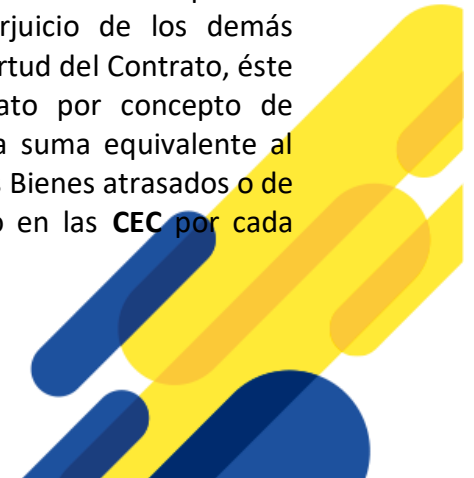 rjuicio de los demás
rtud del Contrato, éste
ato por concepto de
a suma equivalente al
s Bienes atrasados o de
o en las CEC por cada